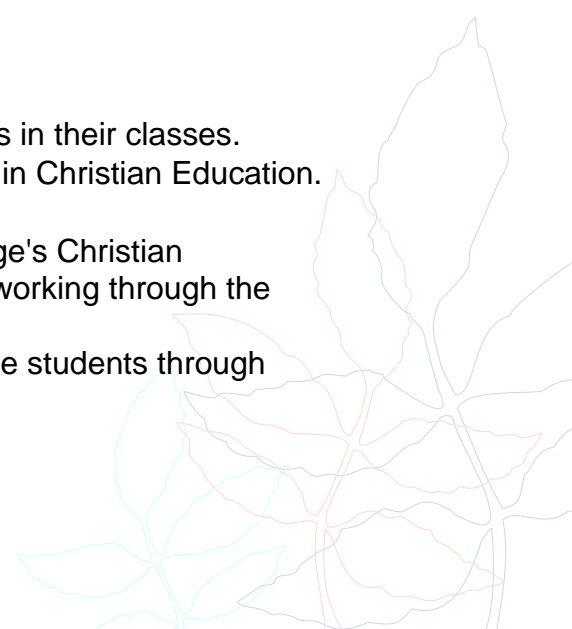 s in their classes.
in Christian Education.
ge's Christian
working through the
e students through